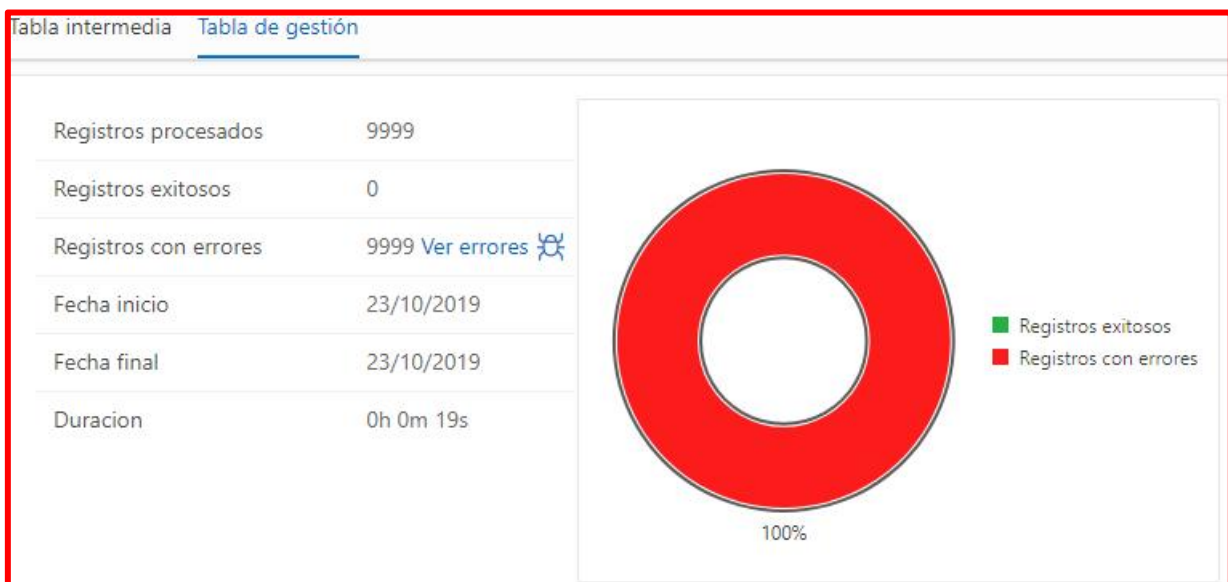 Tabla intermedia Tabla de gestión
Registros procesados 9999
Registros exitosos 0
Registros con errores 9999 Ver errores
Fecha inicio 23/10/2019
Fecha final 23/10/2019
Duracion 0h 0m 19s
Registros exitosos
Registros con errores
100%